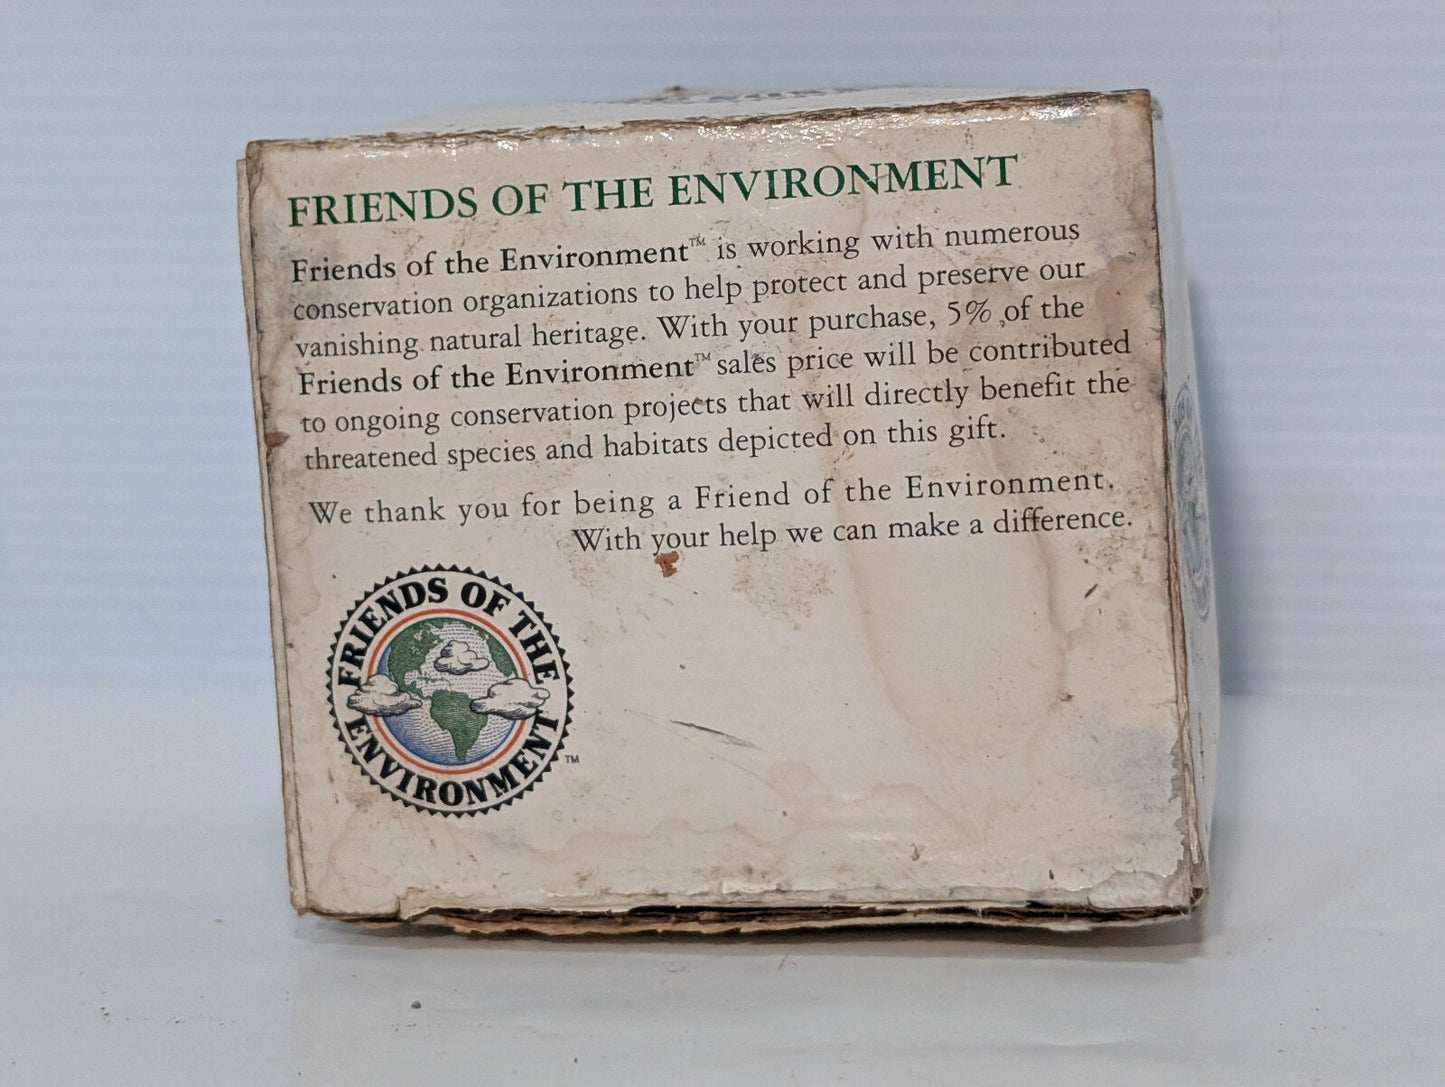 FRIENDS OF THE ENVIRONMENT
Friends of the Environment™ is working with numerous
conservation organizations to help protect and preserve our
vanishing natural heritage. With your purchase, 5% of the
Friends of the Environment™ sales price will be contributed
to ongoing conservation projects that will directly benefit the
threatened species and habitats depicted on this gift.
We thank you for being a Friend of the Environment.
With your help we can make a difference.
FRIENDS OF THE
ENVIRONMENT
TM